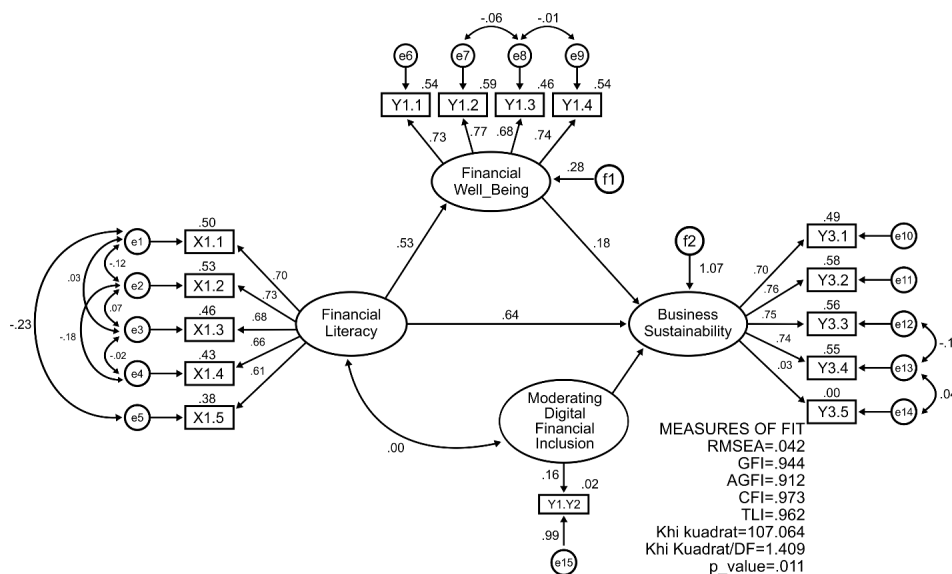 -.06
-.01
e6
e7
e8
e9
.54
.59
.46
.54
Y1.1
Y1.2
Y1.3
Y1.4
.73
.77
.68
.74
Financial
Well_Being
.28
f1
.50
e1
X1.1
-.12
.53
e2
X1.2
.03
.07
.46
e3
X1.3
-.23
-.18
-.02
.43
e4
X1.4
.38
e5
X1.5
.70
.73
.68
.66
.61
Financial
Literacy
.53
.18
.64
f2
1.07
Business
Sustainability
.49
Y3.1
e10
.70
.58
Y3.2
e11
.76
.56
Y3.3
e12
.75
-.1
.74
.55
Y3.4
e13
.03
.04
.00
Y3.5
e14
Moderating
Digital
Financial
Inclusion
.00
.16
.02
Y1.Y2
.99
e15
MEASURES OF FIT
RMSEA=.042
GFI=.944
AGFI=.912
CFI=.973
TLI=.962
Khi kuadrat=107.064
Khi Kuadrat/DF=1.409
p_value=.011